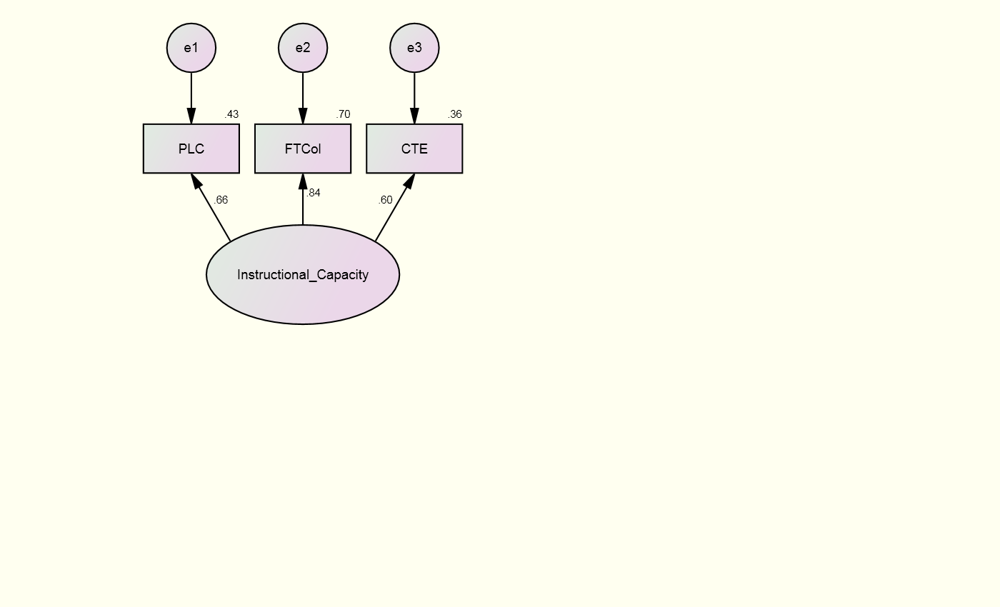 e1
e2
e3
.43
.70
.36
PLC
FTCol
CTE
.66
.84
.60
Instructional_Capacity